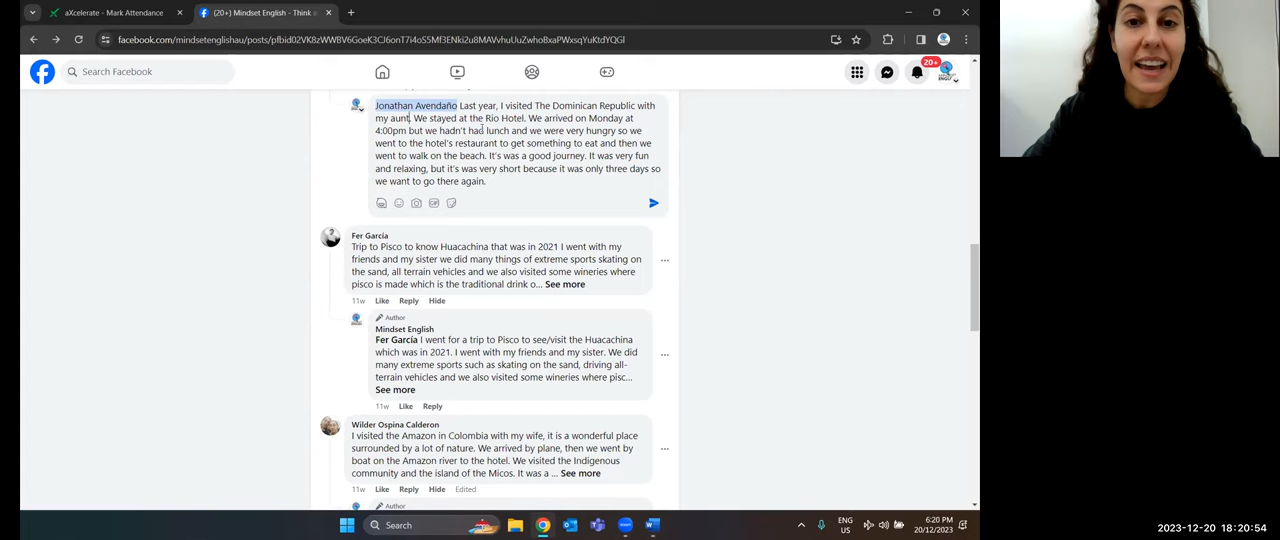 aXcelerate - Mark Attendance
(20+) Mindset English - Think a
facebook.com/mindsetenglishau/posts/pfbid02VK8zWWBV6GoeK3CJ6onT7i4oS5Mf3ENki2u8MAVvhuUuZwhoBxaPWxsqYuKtdYQGl
Search Facebook
20+
Jonathan Avendaño Last year, I visited The Dominican Republic with
my aunt. We stayed at the Rio Hotel. We arrived on Monday at
4:00pm but we hadn't had lunch and we were very hungry so we
went to the hotel's restaurant to get something to eat and then we
went to walk on the beach. It's was a good journey. It was very fun
and relaxing, but it's was very short because it was only three days so
we want to go there again.
Fer García
Trip to Pisco to know Huacachina that was in 2021 I went with my
friends and my sister we did many things of extreme sports skating on
the sand, all terrain vehicles and we also visited some wineries where
pisco is made which is the traditional drink o... See more
11w Like Reply Hide
Author
Mindset English
Fer García I went for a trip to Pisco to see/visit the Huacachina
which was in 2021. I went with my friends and my sister. We did
many extreme sports such as skating on the sand, driving all-
terrain vehicles and we also visited some wineries where pisc...
See more
11w Like Reply
Wilder Ospina Calderon
I visited the Amazon in Colombia with my wife, it is a wonderful place
surrounded by a lot of nature. We arrived by plane, then we went by
boat on the Amazon river to the hotel. We visited the Indigenous
community and the island of the Micos. It was a ... See more
11w Like Reply Hide Edited
Author
Search
ENG
US
6:20 PM
20/12/2023
2023-12-20 18:20:54